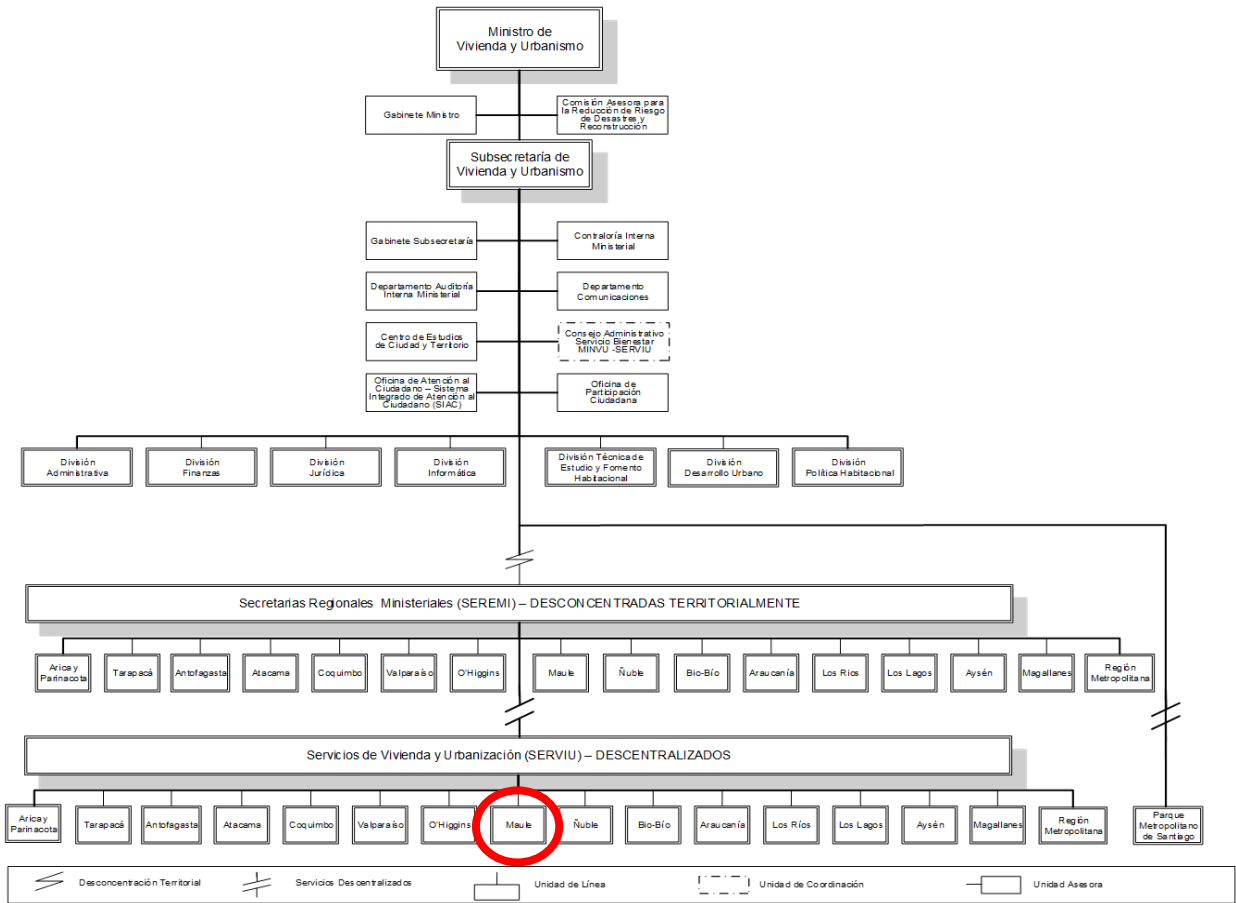 Ministro de
Vivienda y Urbanismo
Gabinete Ministro
Comisión Asesora para
la Reducción de Riesgo
de Desastres y
Reconstrucción
Subsecretaría de
Vivienda y Urbanismo
Gabinete Subsecretaría
Contraloría Interna
Ministerial
Departamento Auditoría
Interna Ministerial
Departamento
Comunicaciones
Centro de Estudios
de Ciudad y Territorio
Consejo Administrativo
Servicio Bienestar
MINVU -SERVIU
Oficina de Atención al
Ciudadano – Sistema
Integrado de Atención al
Ciudadano (SIAC)
Oficina de
Participación
Ciudadana
División
Administrativa
División
Finanzas
División
Jurídica
División
Informática
División Técnica de
Estudio y Fomento
Habitacional
División
Desarrollo Urbano
División
Política Habitacional
Secretarias Regionales Ministeriales (SEREMI) – DESCONCENTRADAS TERRITORIALMENTE
Arica y
Parinacota
Tarapacá
Antofagasta
Atacama
Coquimbo
Valparaíso
O'Higgins
Maule
Ñuble
Bio-Bío
Araucanía
Los Rios
Los Lagos
Aysén
Magallanes
Región
Metropolitana
Servicios de Vivienda y Urbanización (SERVIU) – DESCENTRALIZADOS
Arica y
Parinacota
Tarapacá
Antofagasta
Atacama
Coquimbo
Valparaíso
O'Higgins
Maule
Ñuble
Bio-Bío
Araucanía
Los Ríos
Los Lagos
Aysén
Magallanes
Región
Metropolitana
Parque
Metropolitano
de Santiago
Desconcentración Territorial
Servicios Descentralizados
Unidad de Línea
Unidad de Coordinación
Unidad Asesora